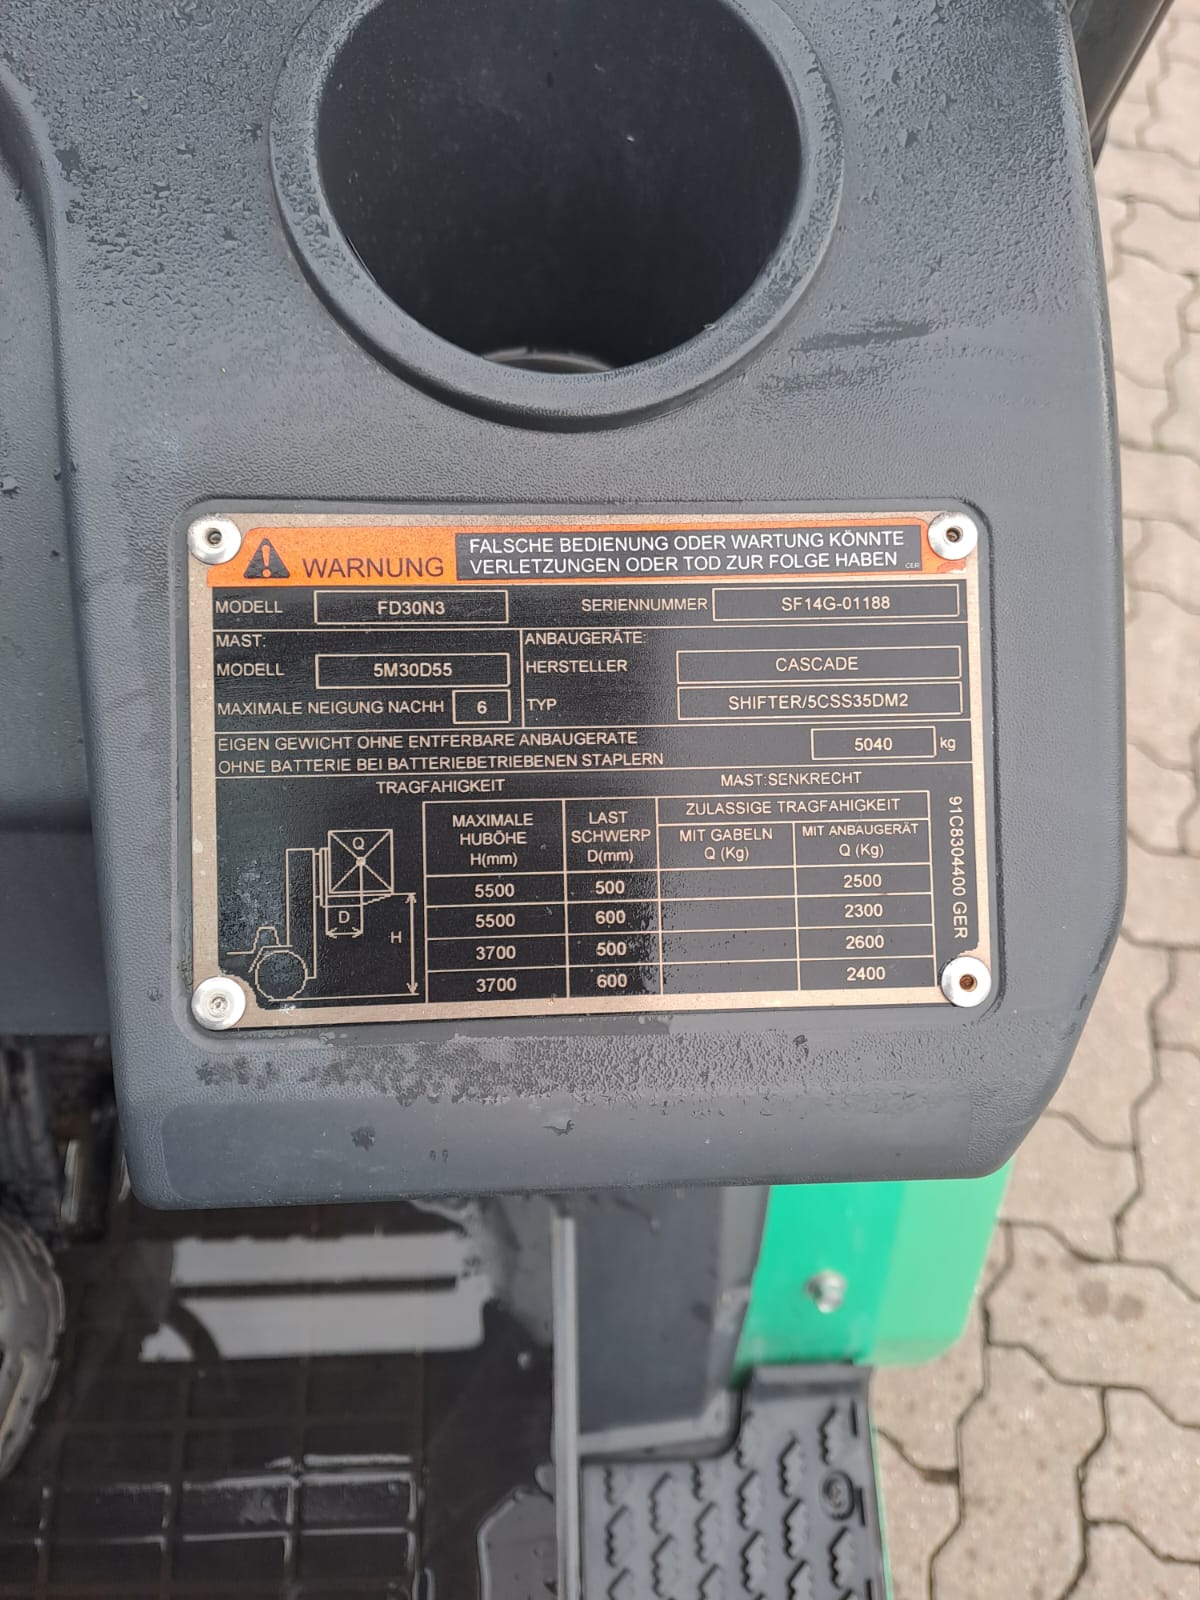 WARNUNG
FALSCHE BEDIENUNG ODER WARTUNG KÖNNTE
VERLETZUNGEN ODER TOD ZUR FOLGE HABEN
CER
MODELL FD30N3 SERIENNUMMER SF14G-01188
MAST: ANBAUGERÄTE:
MODELL 5M30D55 HERSTELLER CASCADE
MAXIMALE NEIGUNG NACHH 6 TYP SHIFTER/5CSS35DM2
EIGEN GEWICHT OHNE ENTFERBARE ANBAUGERATE
OHNE BATTERIE BEI BATTERIEBETRIEBENEN STAPLERN
5040 kg
TRAGFAHIGKEIT MAST:SENKRECHT
MAXIMALE
HUBÖHE
H(mm)
LAST
SCHWERP
D(mm)
ZULASSIGE TRAGFAHIGKEIT
MIT GABELN
Q (Kg)
MIT ANBAUGERÄT
Q (Kg)
5500 500 2500
5500 600 2300
3700 500 2600
3700 600 2400
Q
D
H
91C8304400 GER